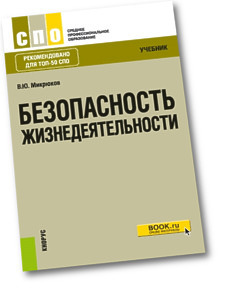 СПО
СРЕДНЕЕ
ПРОФЕССИОНАЛЬНОЕ
ОБРАЗОВАНИЕ
РЕКОМЕНДОВАНО
ДЛЯ ТОП-50 СПО
УЧЕБНИК
В.Ю. Микрюков
БЕЗОПАСНОСТЬ
ЖИЗНЕДЕЯТЕЛЬНОСТИ
BOOK.ru
КНОРУС